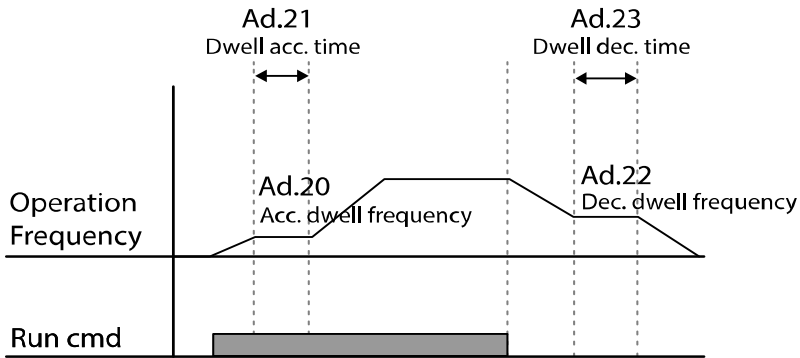 Ad.21
Dwell acc. time
Ad.23
Dwell dec. time
Ad.20
Acc. dwell frequency
Ad.22
Dec. dwell frequency
Operation
Frequency
Run cmd